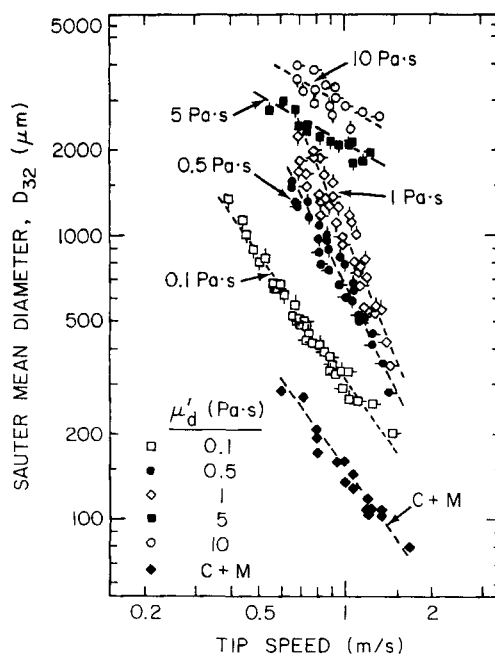 5000
2000
1000
500
200
100
SAUTER MEAN DIAMETER, D32 (μm)
10 Pa·s
5 Pa·s
0.5 Pa·s
1 Pa·s
0.1 Pa·s
C + M
μ'd (Pa·s)
0.1
0.5
1
5
10
C + M
0.2
0.5
1
2
TIP SPEED (m/s)